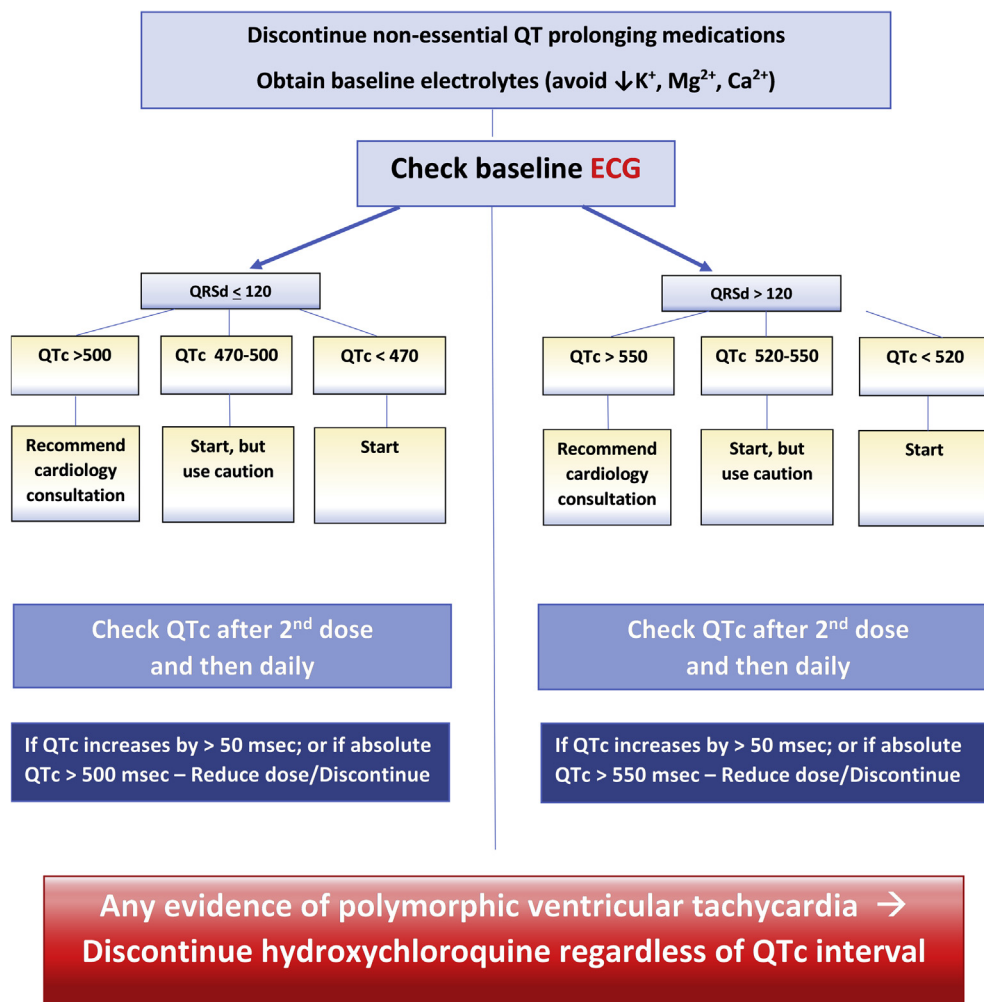 Discontinue non-essential QT prolonging medications
Obtain baseline electrolytes (avoid ↓K⁺, Mg²⁺, Ca²⁺)
Check baseline ECG
QRSd ≤ 120
QTc >500
QTc 470-500
QTc < 470
Recommend
cardiology
consultation
Start, but
use caution
Start
Check QTc after 2ⁿᵈ dose
and then daily
If QTc increases by > 50 msec; or if absolute
QTc > 500 msec – Reduce dose/Discontinue
QRSd > 120
QTc > 550
QTc 520-550
QTc < 520
Recommend
cardiology
consultation
Start, but
use caution
Start
Check QTc after 2ⁿᵈ dose
and then daily
If QTc increases by > 50 msec; or if absolute
QTc > 550 msec – Reduce dose/Discontinue
Any evidence of polymorphic ventricular tachycardia →
Discontinue hydroxychloroquine regardless of QTc interval